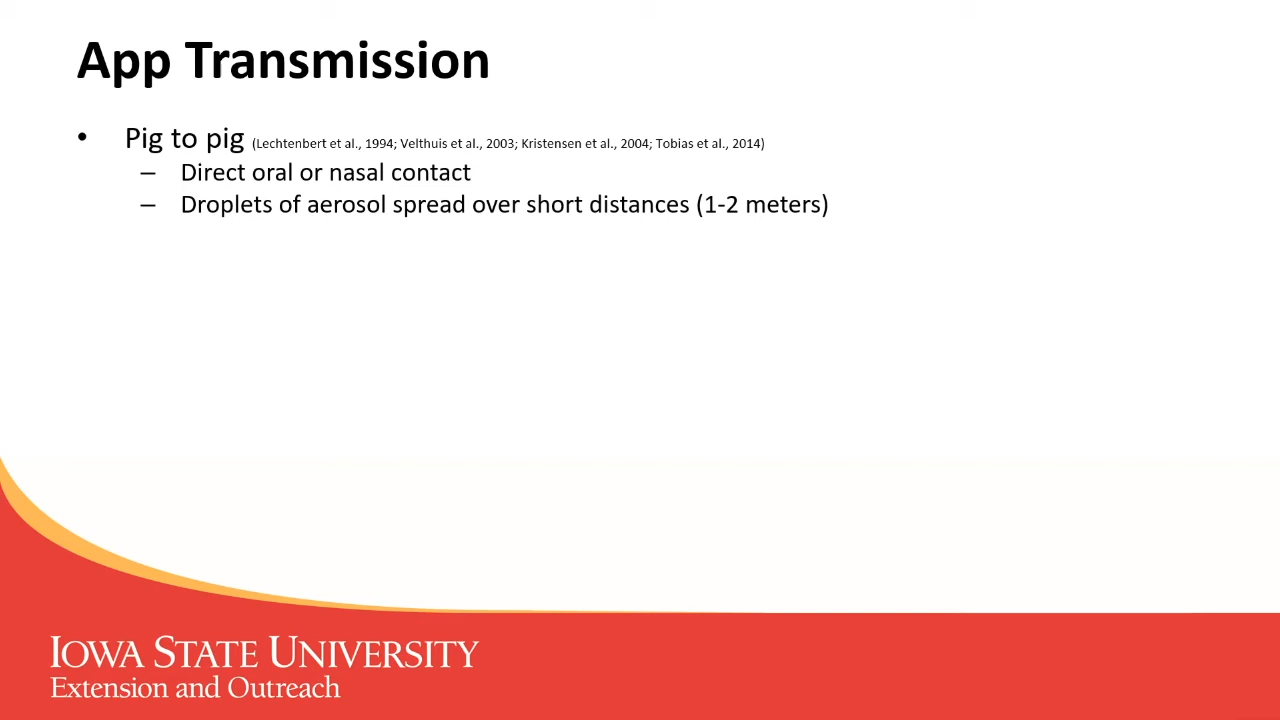 App Transmission
• Pig to pig (Lechtenbert et al., 1994; Velthuis et al., 2003; Kristensen et al., 2004; Tobias et al., 2014)
– Direct oral or nasal contact
– Droplets of aerosol spread over short distances (1-2 meters)
IOWA STATE UNIVERSITY
Extension and Outreach